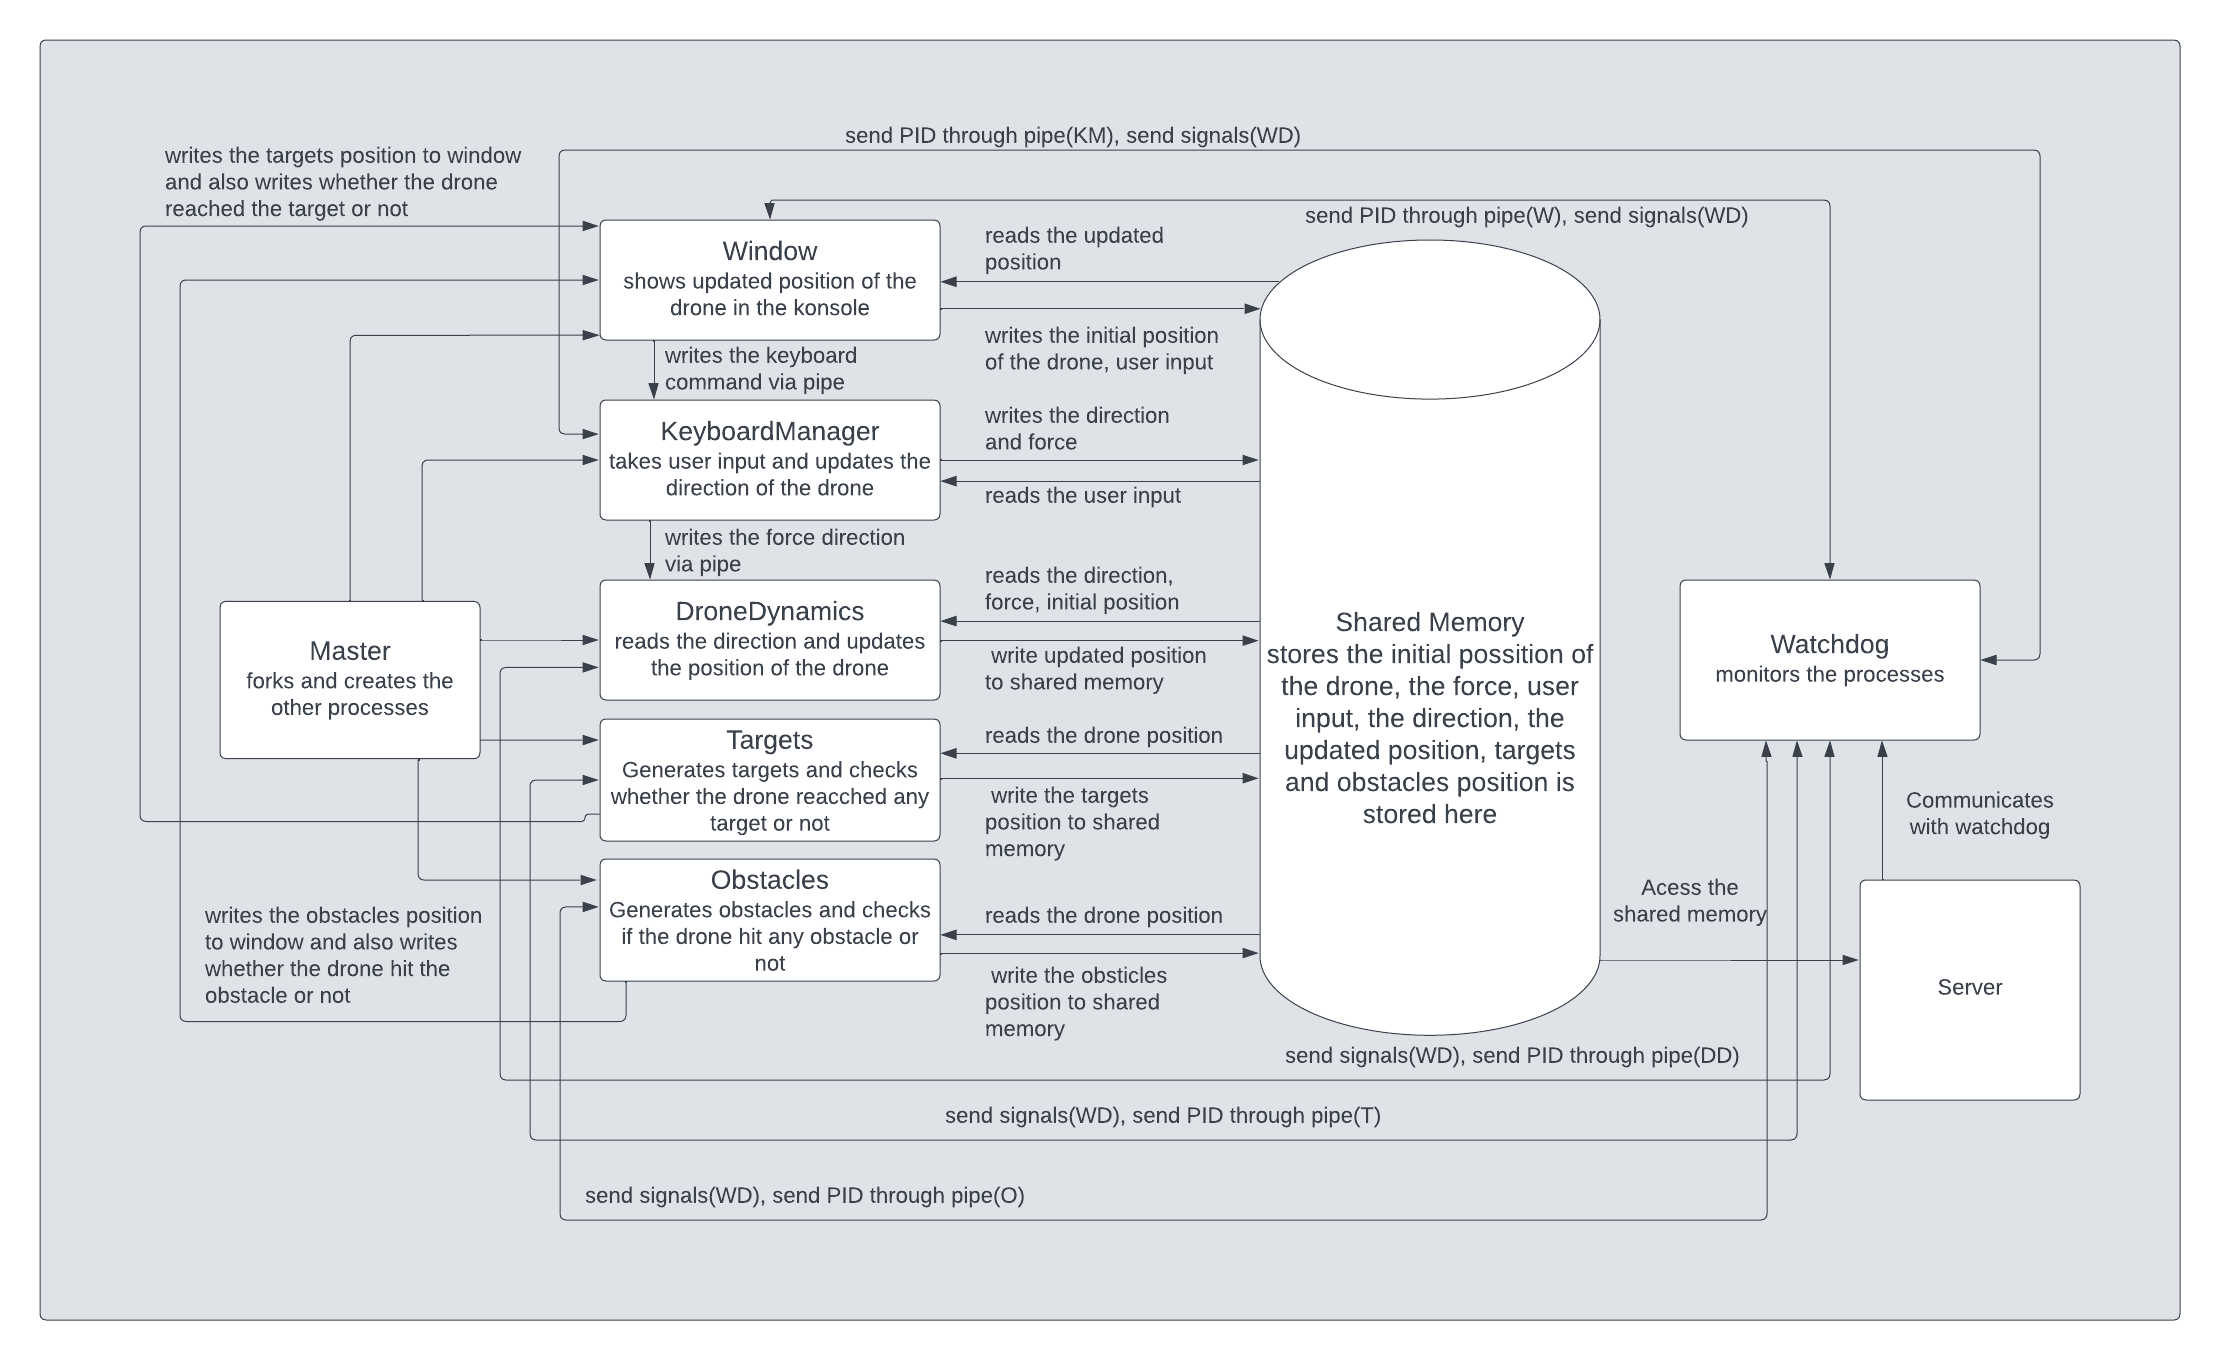 send PID through pipe(KM), send signals(WD)
writes the targets position to window
and also writes whether the drone
reached the target or not
send PID through pipe(W), send signals(WD)
Window
shows updated position of the
drone in the konsole
reads the updated
position
writes the initial position
of the drone, user input
writes the keyboard
command via pipe
KeyboardManager
takes user input and updates the
direction of the drone
writes the direction
and force
reads the user input
writes the force direction
via pipe
reads the direction,
force, initial position
DroneDynamics
reads the direction and updates
the position of the drone
write updated position
to shared memory
Master
forks and creates the
other processes
Shared Memory
stores the initial possition of
the drone, the force, user
input, the direction, the
updated position, targets
and obstacles position is
stored here
Watchdog
monitors the processes
Targets
Generates targets and checks
whether the drone reacched any
target or not
reads the drone position
write the targets
position to shared
memory
Communicates
with watchdog
Obstacles
Generates obstacles and checks
if the drone hit any obstacle or
not
reads the drone position
write the obsticles
position to shared
memory
Acess the
shared memory
Server
writes the obstacles position
to window and also writes
whether the drone hit the
obstacle or not
send signals(WD), send PID through pipe(DD)
send signals(WD), send PID through pipe(T)
send signals(WD), send PID through pipe(O)